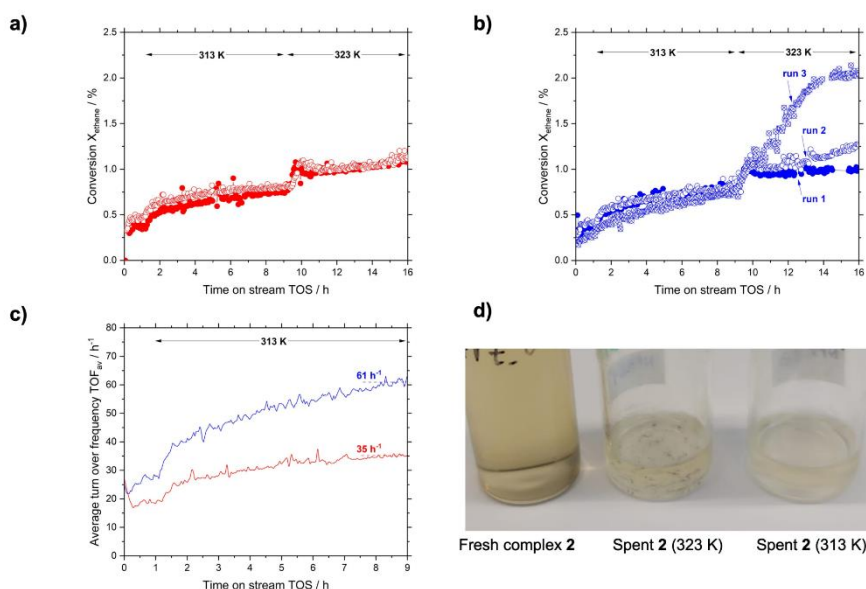 a)
313 K
323 K
Conversion Xethene / %
2.5
2.0
1.5
1.0
0.5
0.0
0 2 4 6 8 10 12 14 16
Time on stream TOS / h
b)
313 K
323 K
Conversion Xethene / %
2.5
2.0
1.5
1.0
0.5
0.0
run 3
run 2
run 1
0 2 4 6 8 10 12 14 16
Time on stream TOS / h
c)
313 K
Average turn over frequency TOFav / h-1
80
70
60
50
40
30
20
10
0
61 h-1
35 h-1
0 1 2 3 4 5 6 7 8 9
Time on stream TOS / h
d)
Fresh complex 2
Spent 2 (323 K)
Spent 2 (313 K)